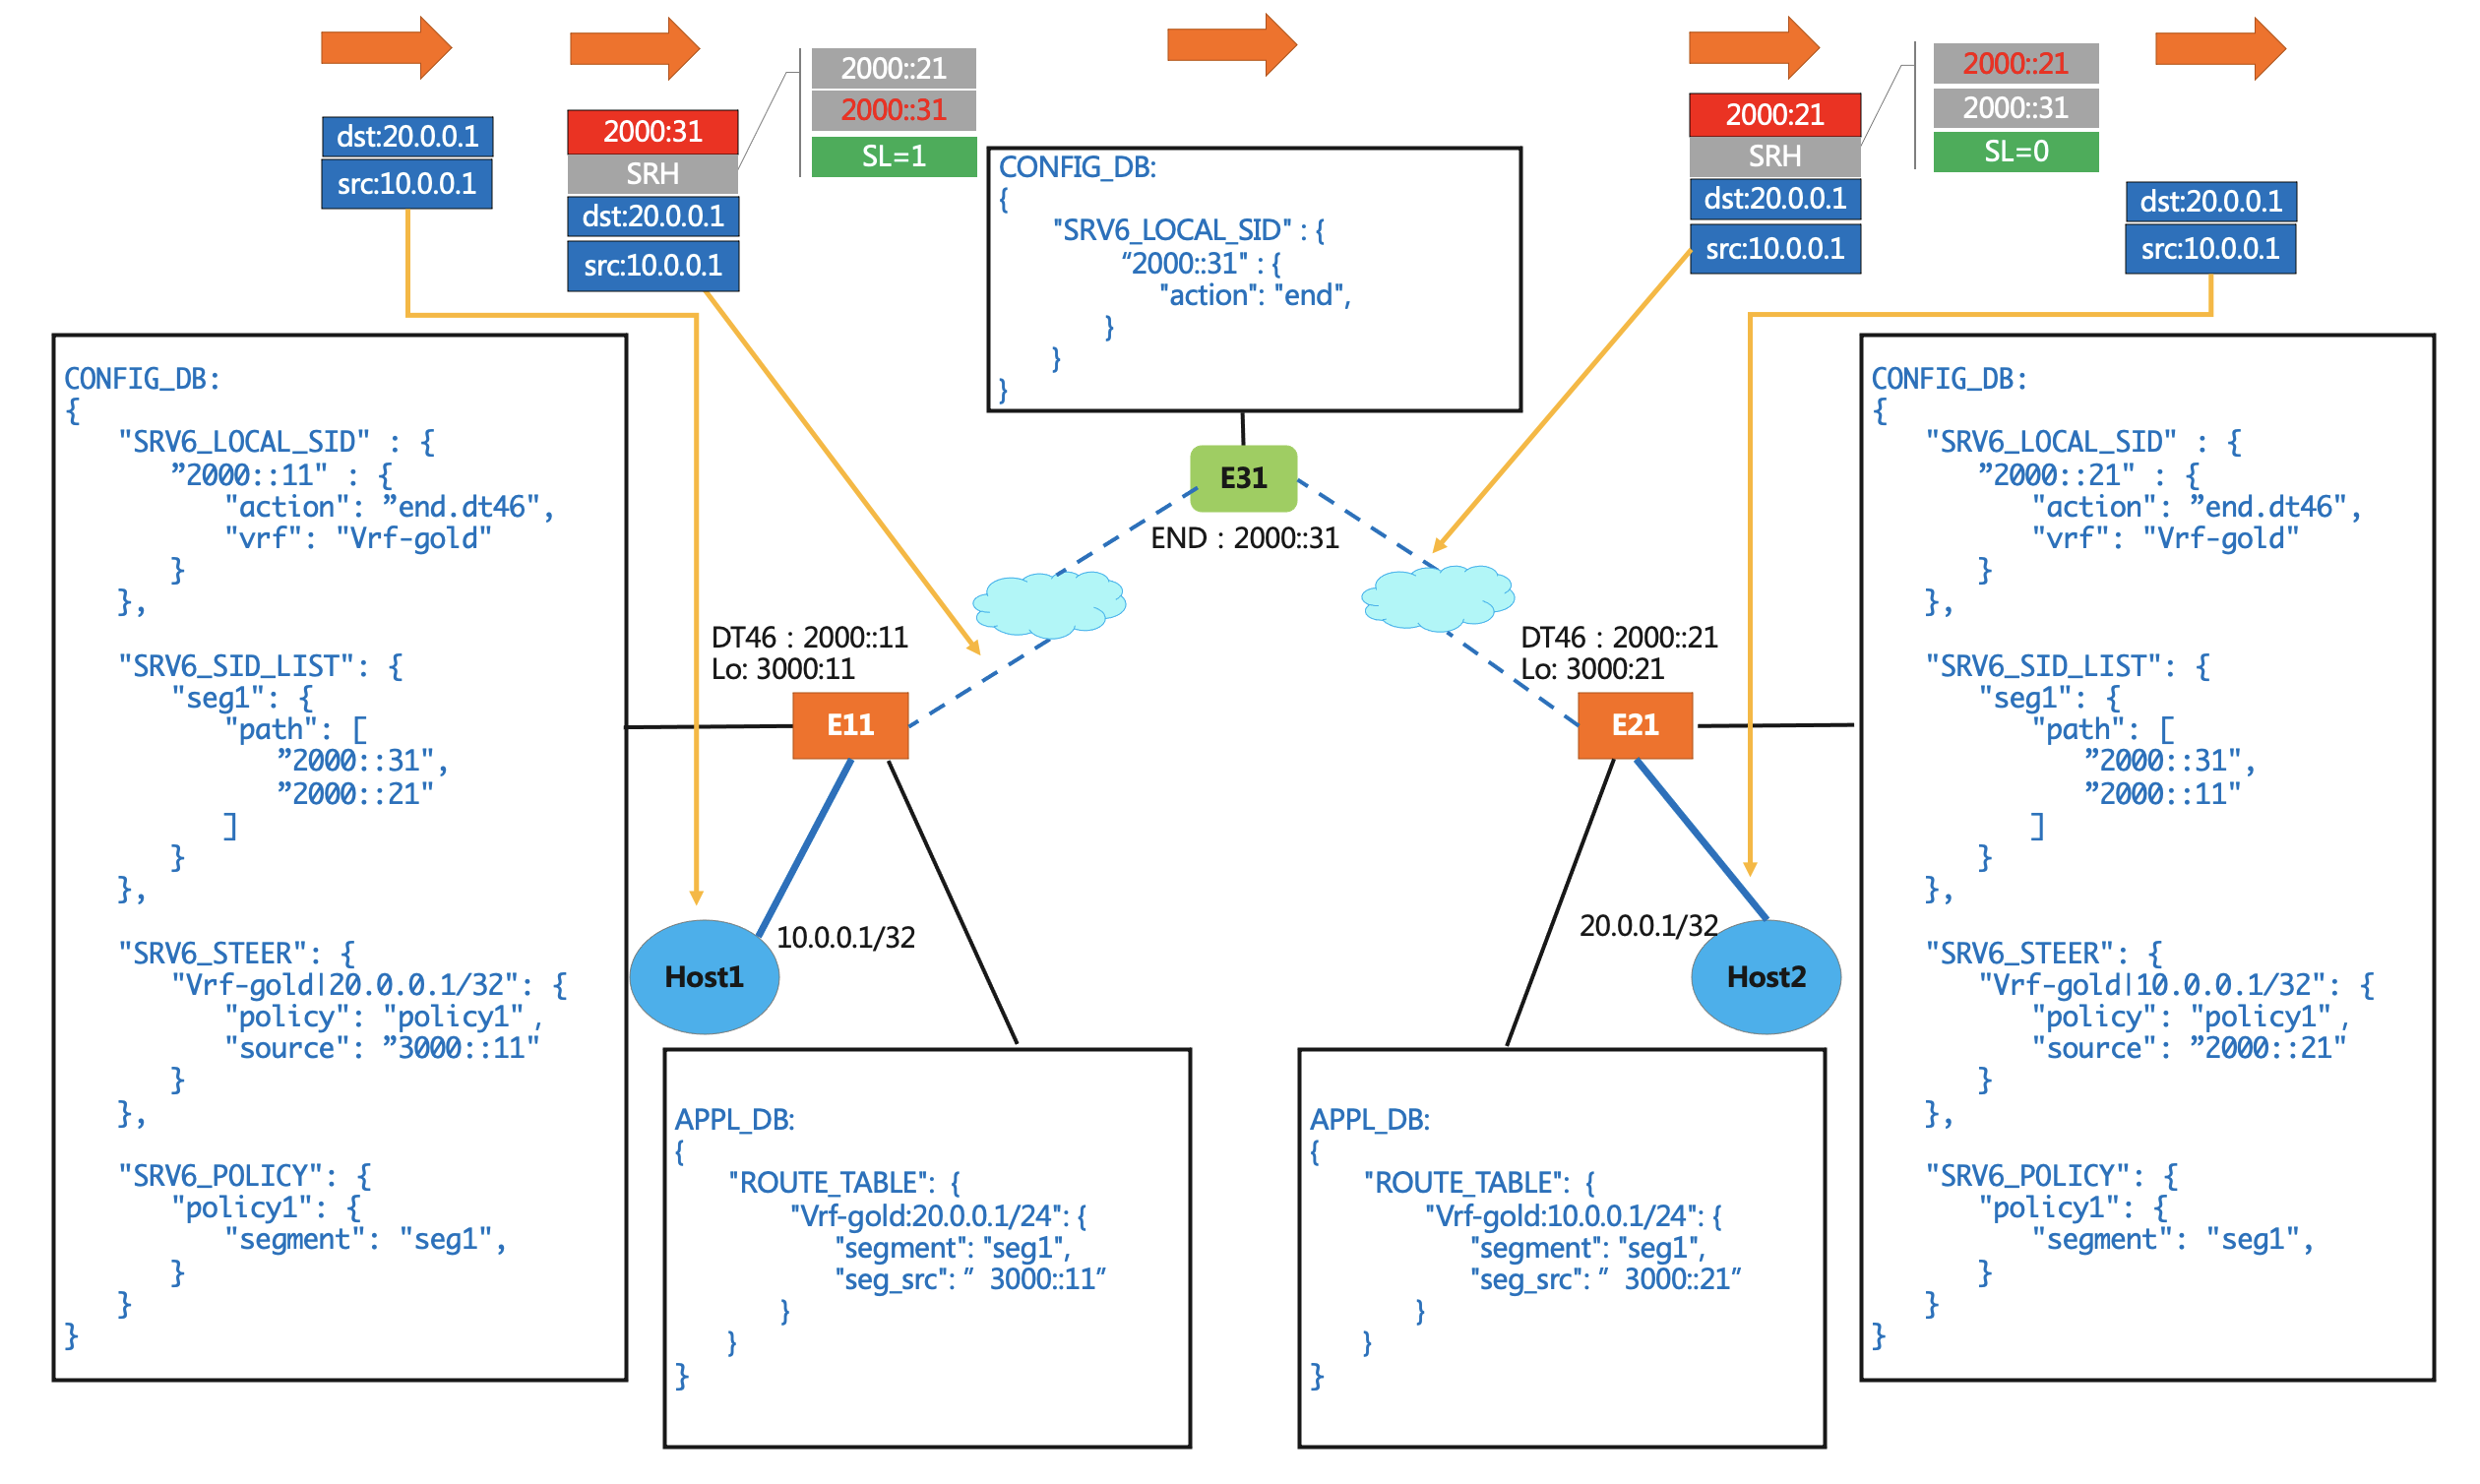 dst:20.0.0.1
src:10.0.0.1
2000:31
SRH
dst:20.0.0.1
src:10.0.0.1
2000::21
2000::31
SL=1
2000:21
SRH
dst:20.0.0.1
src:10.0.0.1
2000::21
2000::31
SL=0
dst:20.0.0.1
src:10.0.0.1
CONFIG_DB:
{
"SRV6_LOCAL_SID" : {
“2000::31" : {
"action": "end",
}
}
}
CONFIG_DB:
{
"SRV6_LOCAL_SID" : {
”2000::11" : {
"action": ”end.dt46",
"vrf": "Vrf-gold"
}
},
"SRV6_SID_LIST": {
"seg1": {
"path": [
”2000::31",
”2000::21"
]
}
},
"SRV6_STEER": {
"Vrf-gold|20.0.0.1/32": {
"policy": "policy1",
"source": ”3000::11"
}
},
"SRV6_POLICY": {
"policy1": {
"segment": "seg1",
}
}
}
E31
END : 2000::31
DT46 : 2000::11
Lo: 3000:11
E11
DT46 : 2000::21
Lo: 3000:21
E21
10.0.0.1/32
Host1
20.0.0.1/32
Host2
APPL_DB:
{
"ROUTE_TABLE": {
"Vrf-gold:20.0.0.1/24": {
"segment": "seg1",
"seg_src": ” 3000::11”
}
}
}
APPL_DB:
{
"ROUTE_TABLE": {
"Vrf-gold:10.0.0.1/24": {
"segment": "seg1",
"seg_src": ” 3000::21”
}
}
}
CONFIG_DB:
{
"SRV6_LOCAL_SID" : {
”2000::21" : {
"action": ”end.dt46",
"vrf": "Vrf-gold"
}
},
"SRV6_SID_LIST": {
"seg1": {
"path": [
”2000::31",
”2000::11"
]
}
},
"SRV6_STEER": {
"Vrf-gold|10.0.0.1/32": {
"policy": "policy1",
"source": ”2000::21"
}
},
"SRV6_POLICY": {
"policy1": {
"segment": "seg1",
}
}
}